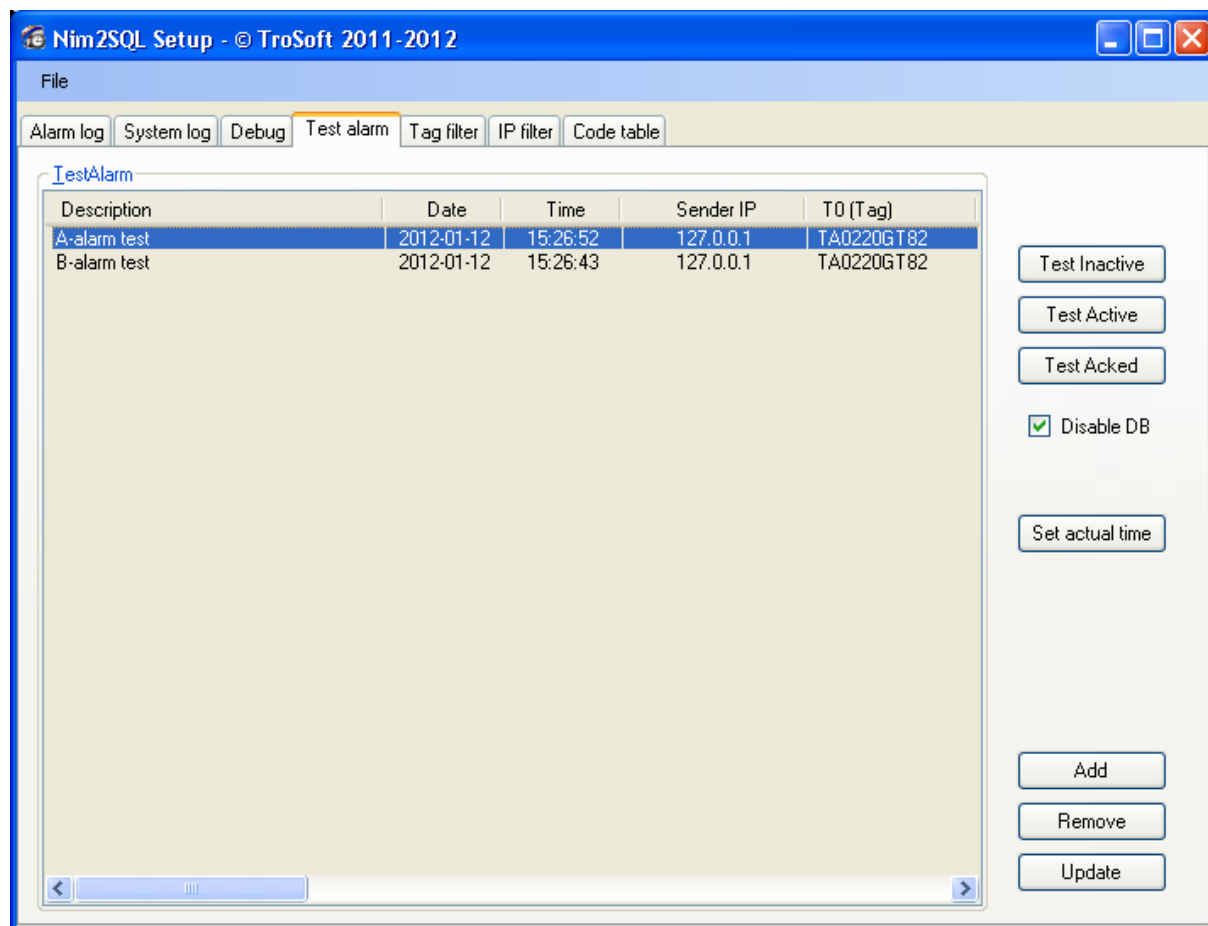 Nim2SQL Setup - © TroSoft 2011-2012
File
Alarm log System log Debug Test alarm Tag filter IP filter Code table
TestAlarm
Description Date Time Sender IP T0 (Tag)
A-alarm test 2012-01-12 15:26:52 127.0.0.1 TA0220GT82
B-alarm test 2012-01-12 15:26:43 127.0.0.1 TA0220GT82
Test Inactive
Test Active
Test Acked
Disable DB
Set actual time
Add
Remove
Update